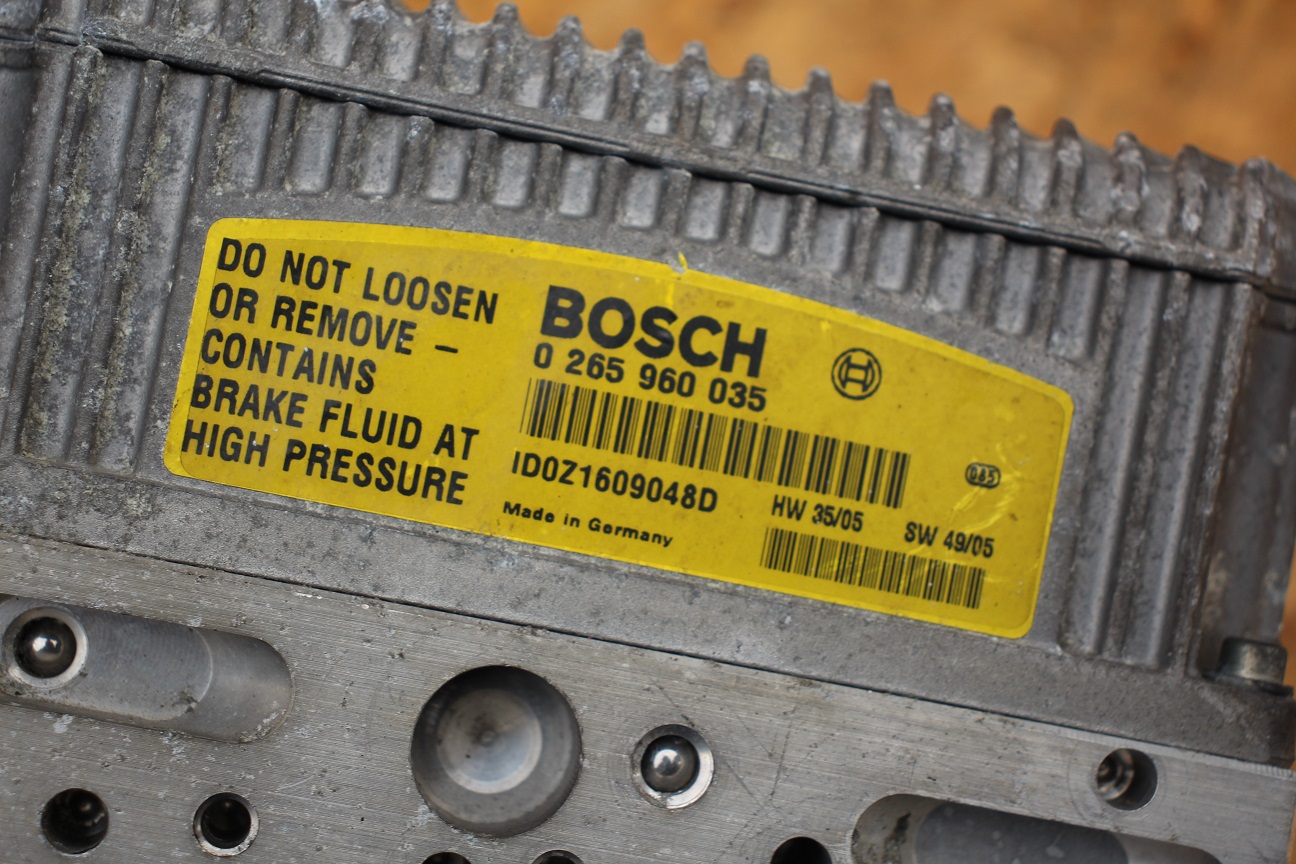 DO NOT LOOSEN
OR REMOVE –
CONTAINS
BRAKE FLUID AT
HIGH PRESSURE
BOSCH
0 265 960 035
ID0Z1609048D
Made in Germany
HW 35/05
SW 49/05
085